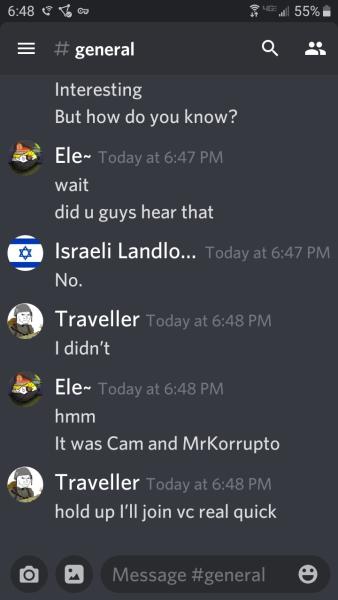 6:48 55%
# general
Interesting
But how do you know?
Ele~ Today at 6:47 PM
wait
did u guys hear that
Israeli Landlo... Today at 6:47 PM
No.
Traveller Today at 6:48 PM
I didn't
Ele~ Today at 6:48 PM
hmm
It was Cam and MrKorrupto
Traveller Today at 6:48 PM
hold up I'll join vc real quick
Message #general